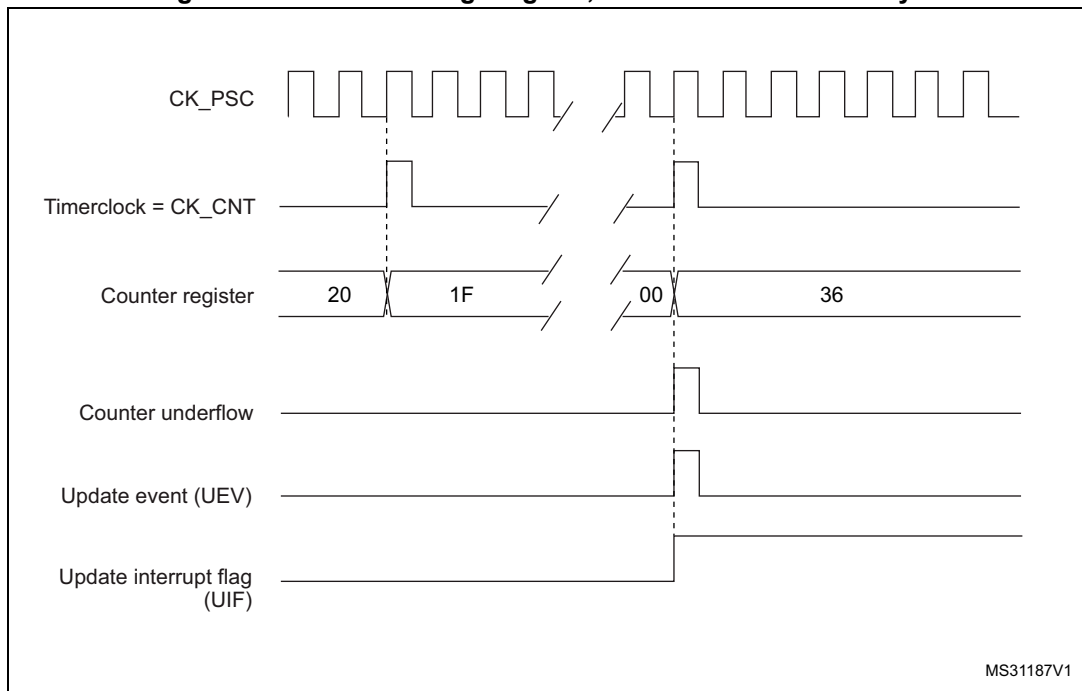 CK_PSC
Timerclock = CK_CNT
Counter register 20 1F 00 36
Counter underflow
Update event (UEV)
Update interrupt flag
(UIF)
MS31187V1